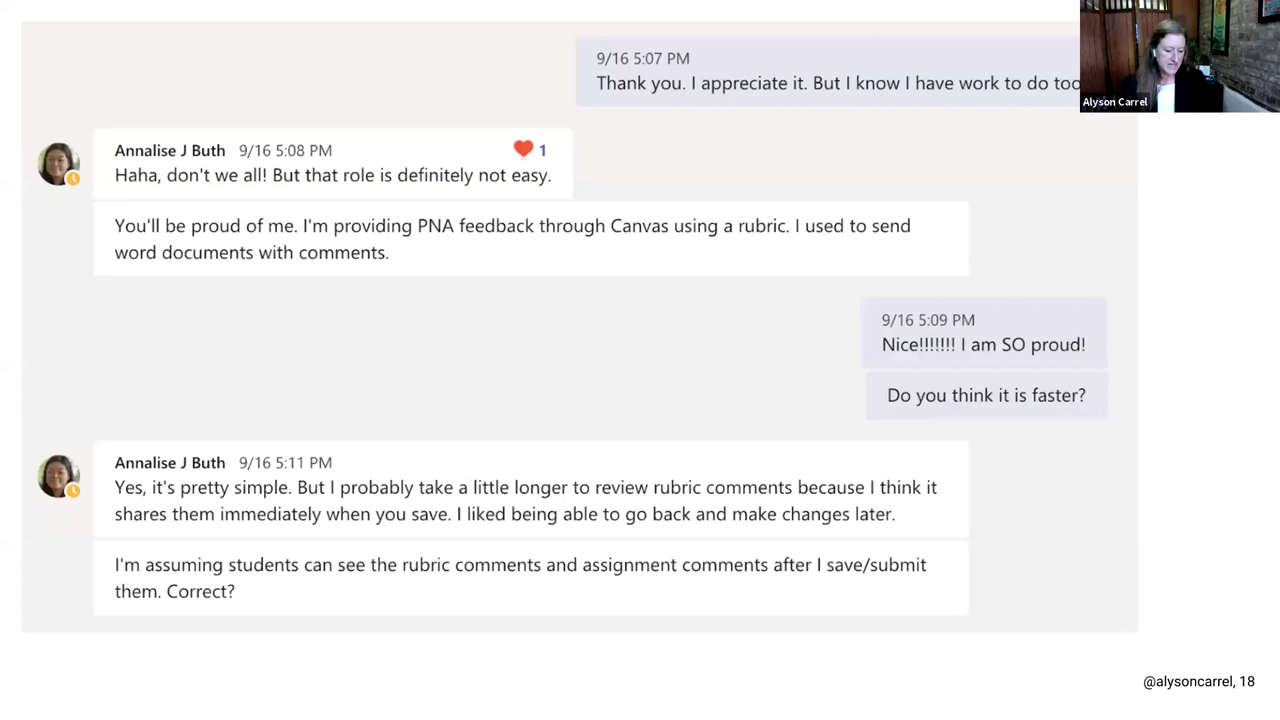 9/16 5:07 PM
Thank you. I appreciate it. But I know I have work to do too
Alyson Carrel
Annalise J Buth 9/16 5:08 PM 1
Haha, don't we all! But that role is definitely not easy.
You'll be proud of me. I'm providing PNA feedback through Canvas using a rubric. I used to send
word documents with comments.
9/16 5:09 PM
Nice!!!!!!! I am SO proud!
Do you think it is faster?
Annalise J Buth 9/16 5:11 PM
Yes, it's pretty simple. But I probably take a little longer to review rubric comments because I think it
shares them immediately when you save. I liked being able to go back and make changes later.
I'm assuming students can see the rubric comments and assignment comments after I save/submit
them. Correct?
@alysoncarrel, 18